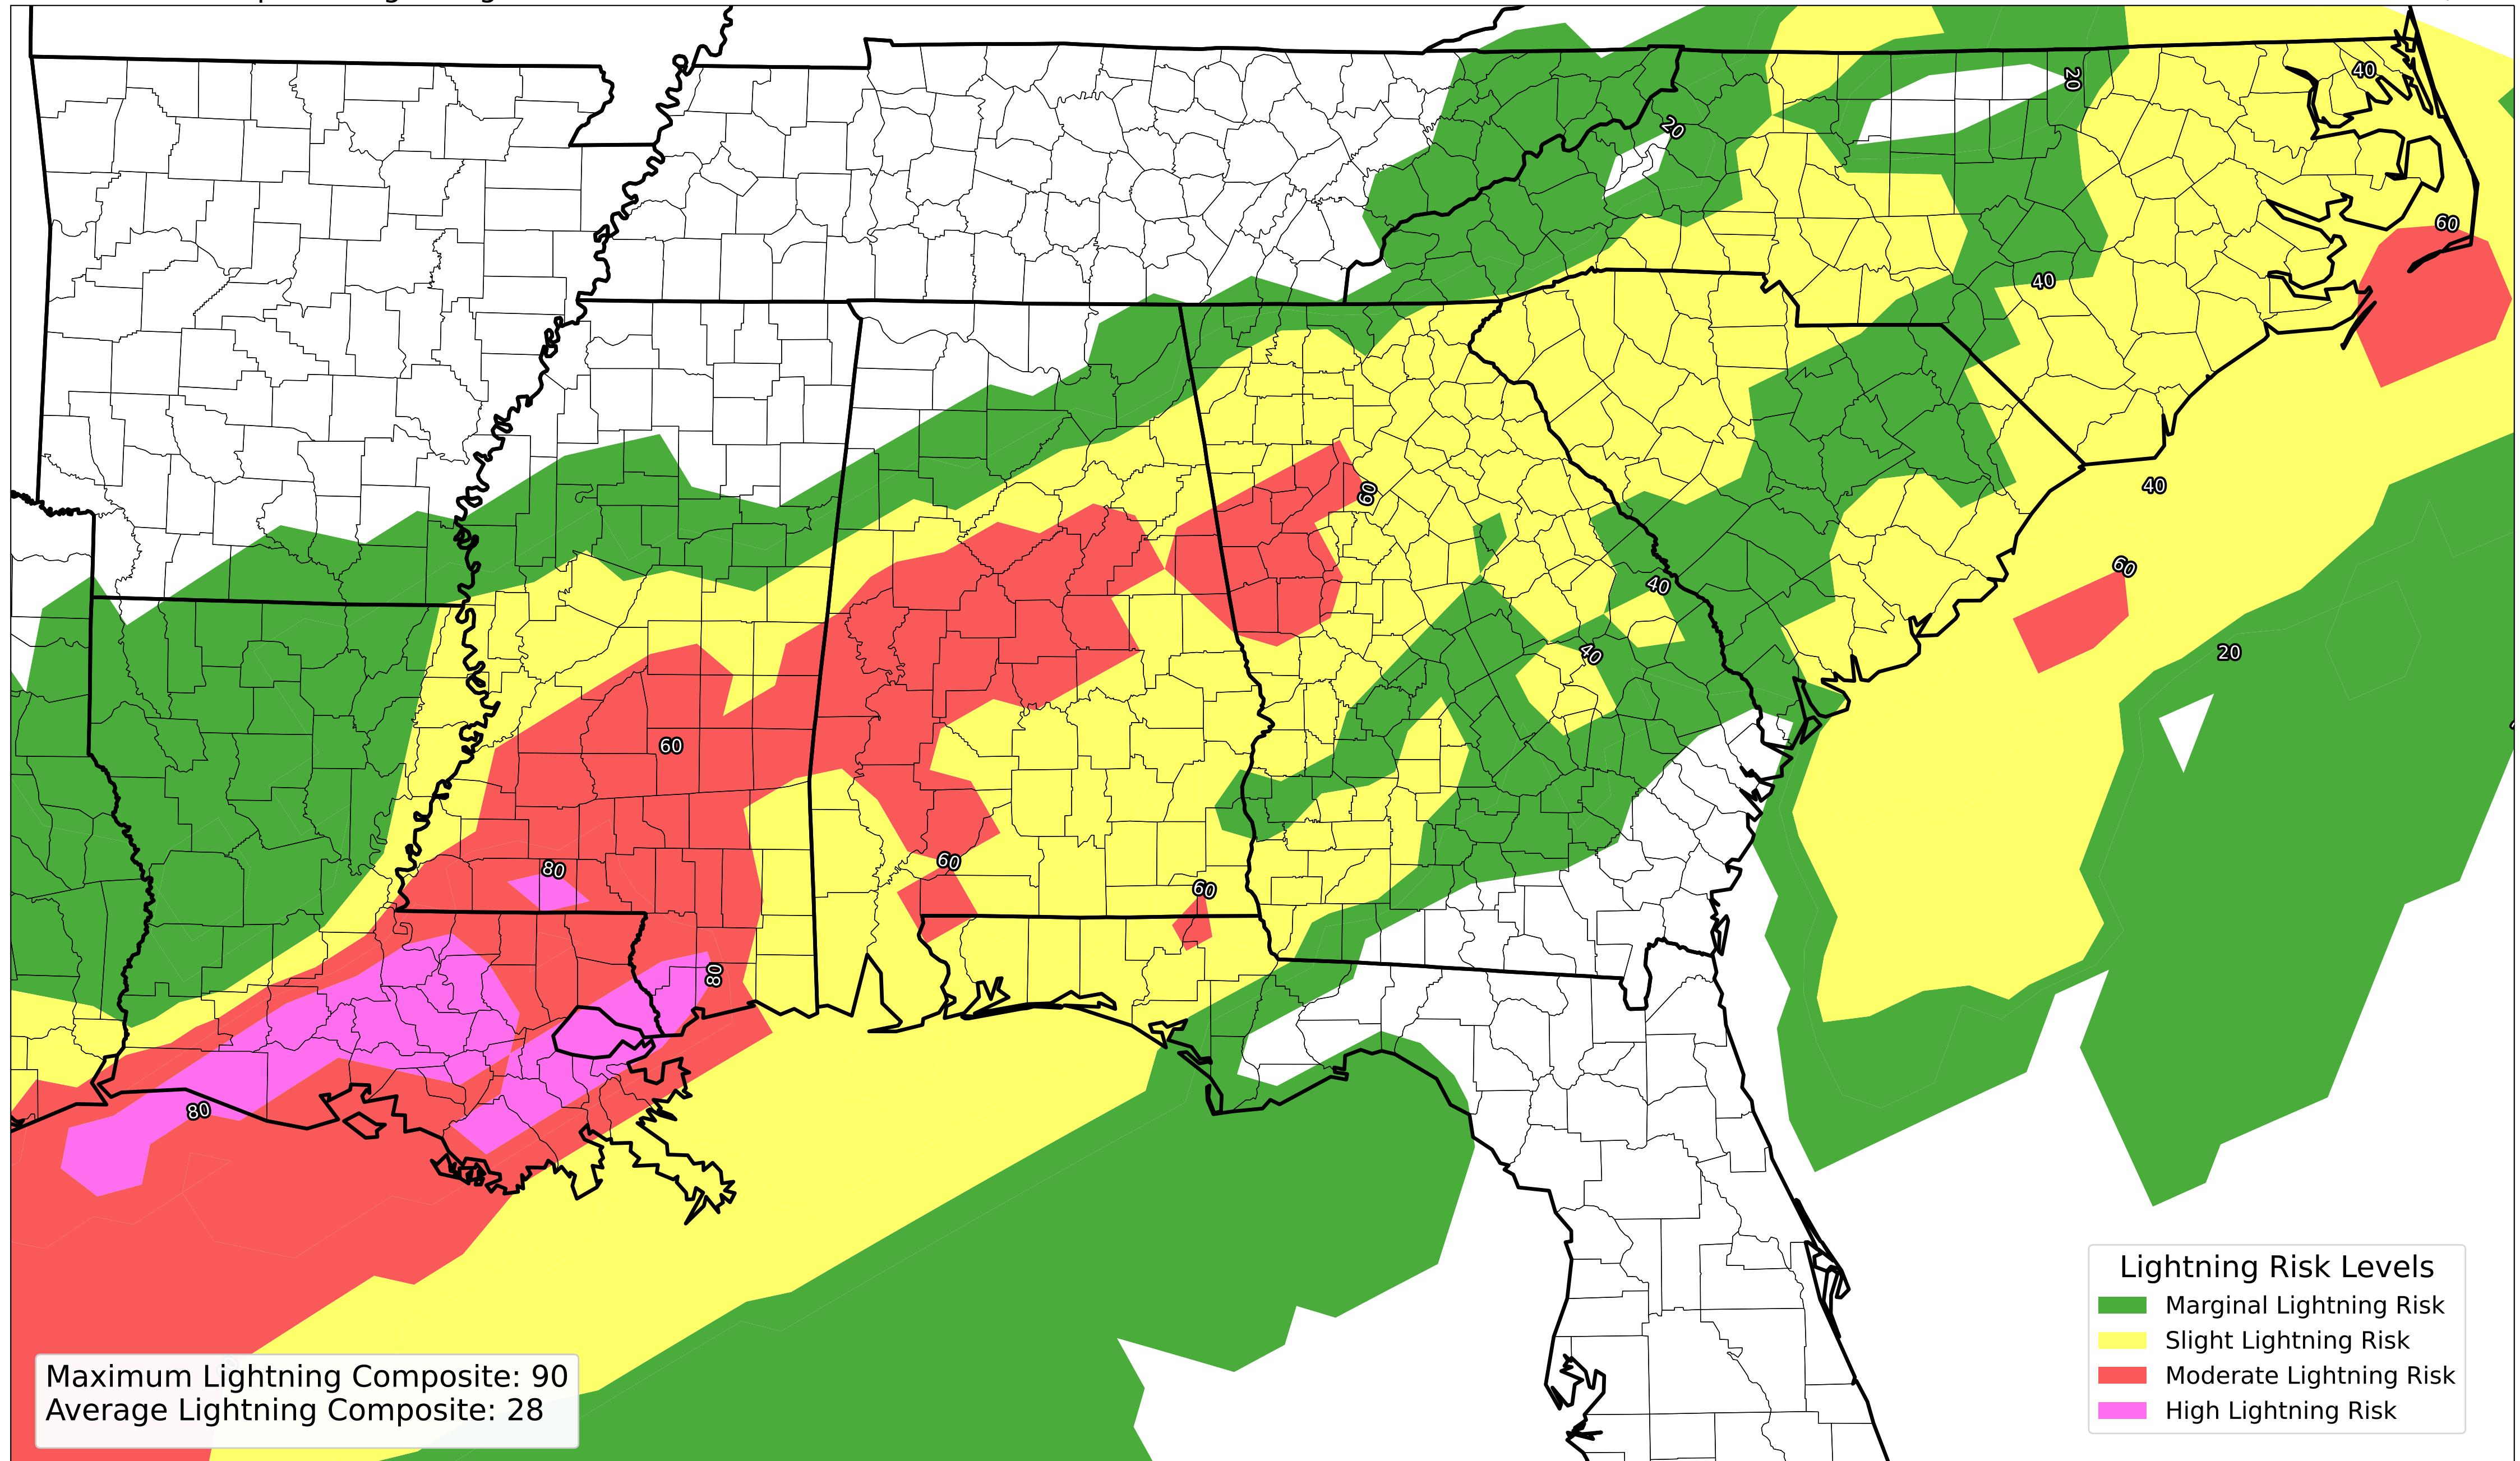 40
20
20
60
40
40
60
60
40
40
20
60
80
60
60
80
80
Lightning Risk Levels
Marginal Lightning Risk
Slight Lightning Risk
Moderate Lightning Risk
High Lightning Risk
Maximum Lightning Composite: 90
Average Lightning Composite: 28